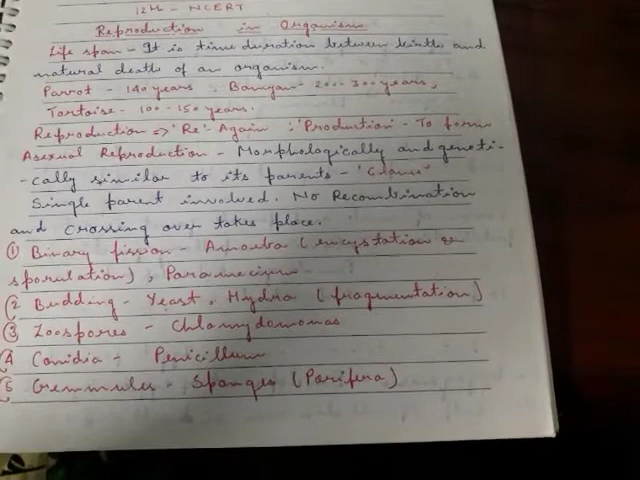 12th - NCERT
Reproduction in Organism
Life span - It is time duration between birth and
natural death of an organism.
Parrot - 140 years, Banyan - 200-300 years,
Tortoise - 100-150 years.
Reproduction => 'Re' - Again ; 'Production' - To form
Asexual Reproduction - Morphologically and geneti-
-cally similar to its parents - 'Clone'
Single parent involved. No Recombination
and crossing over takes place.
① Binary fission - Amoeba (encystation &
sporulation), Paramecium
② Budding - Yeast, Hydra (fragmentation)
③ Zoospores - Chlamydomonas
④ Conidia - Penicillum
⑤ Gemmules - Sponges (Porifera)